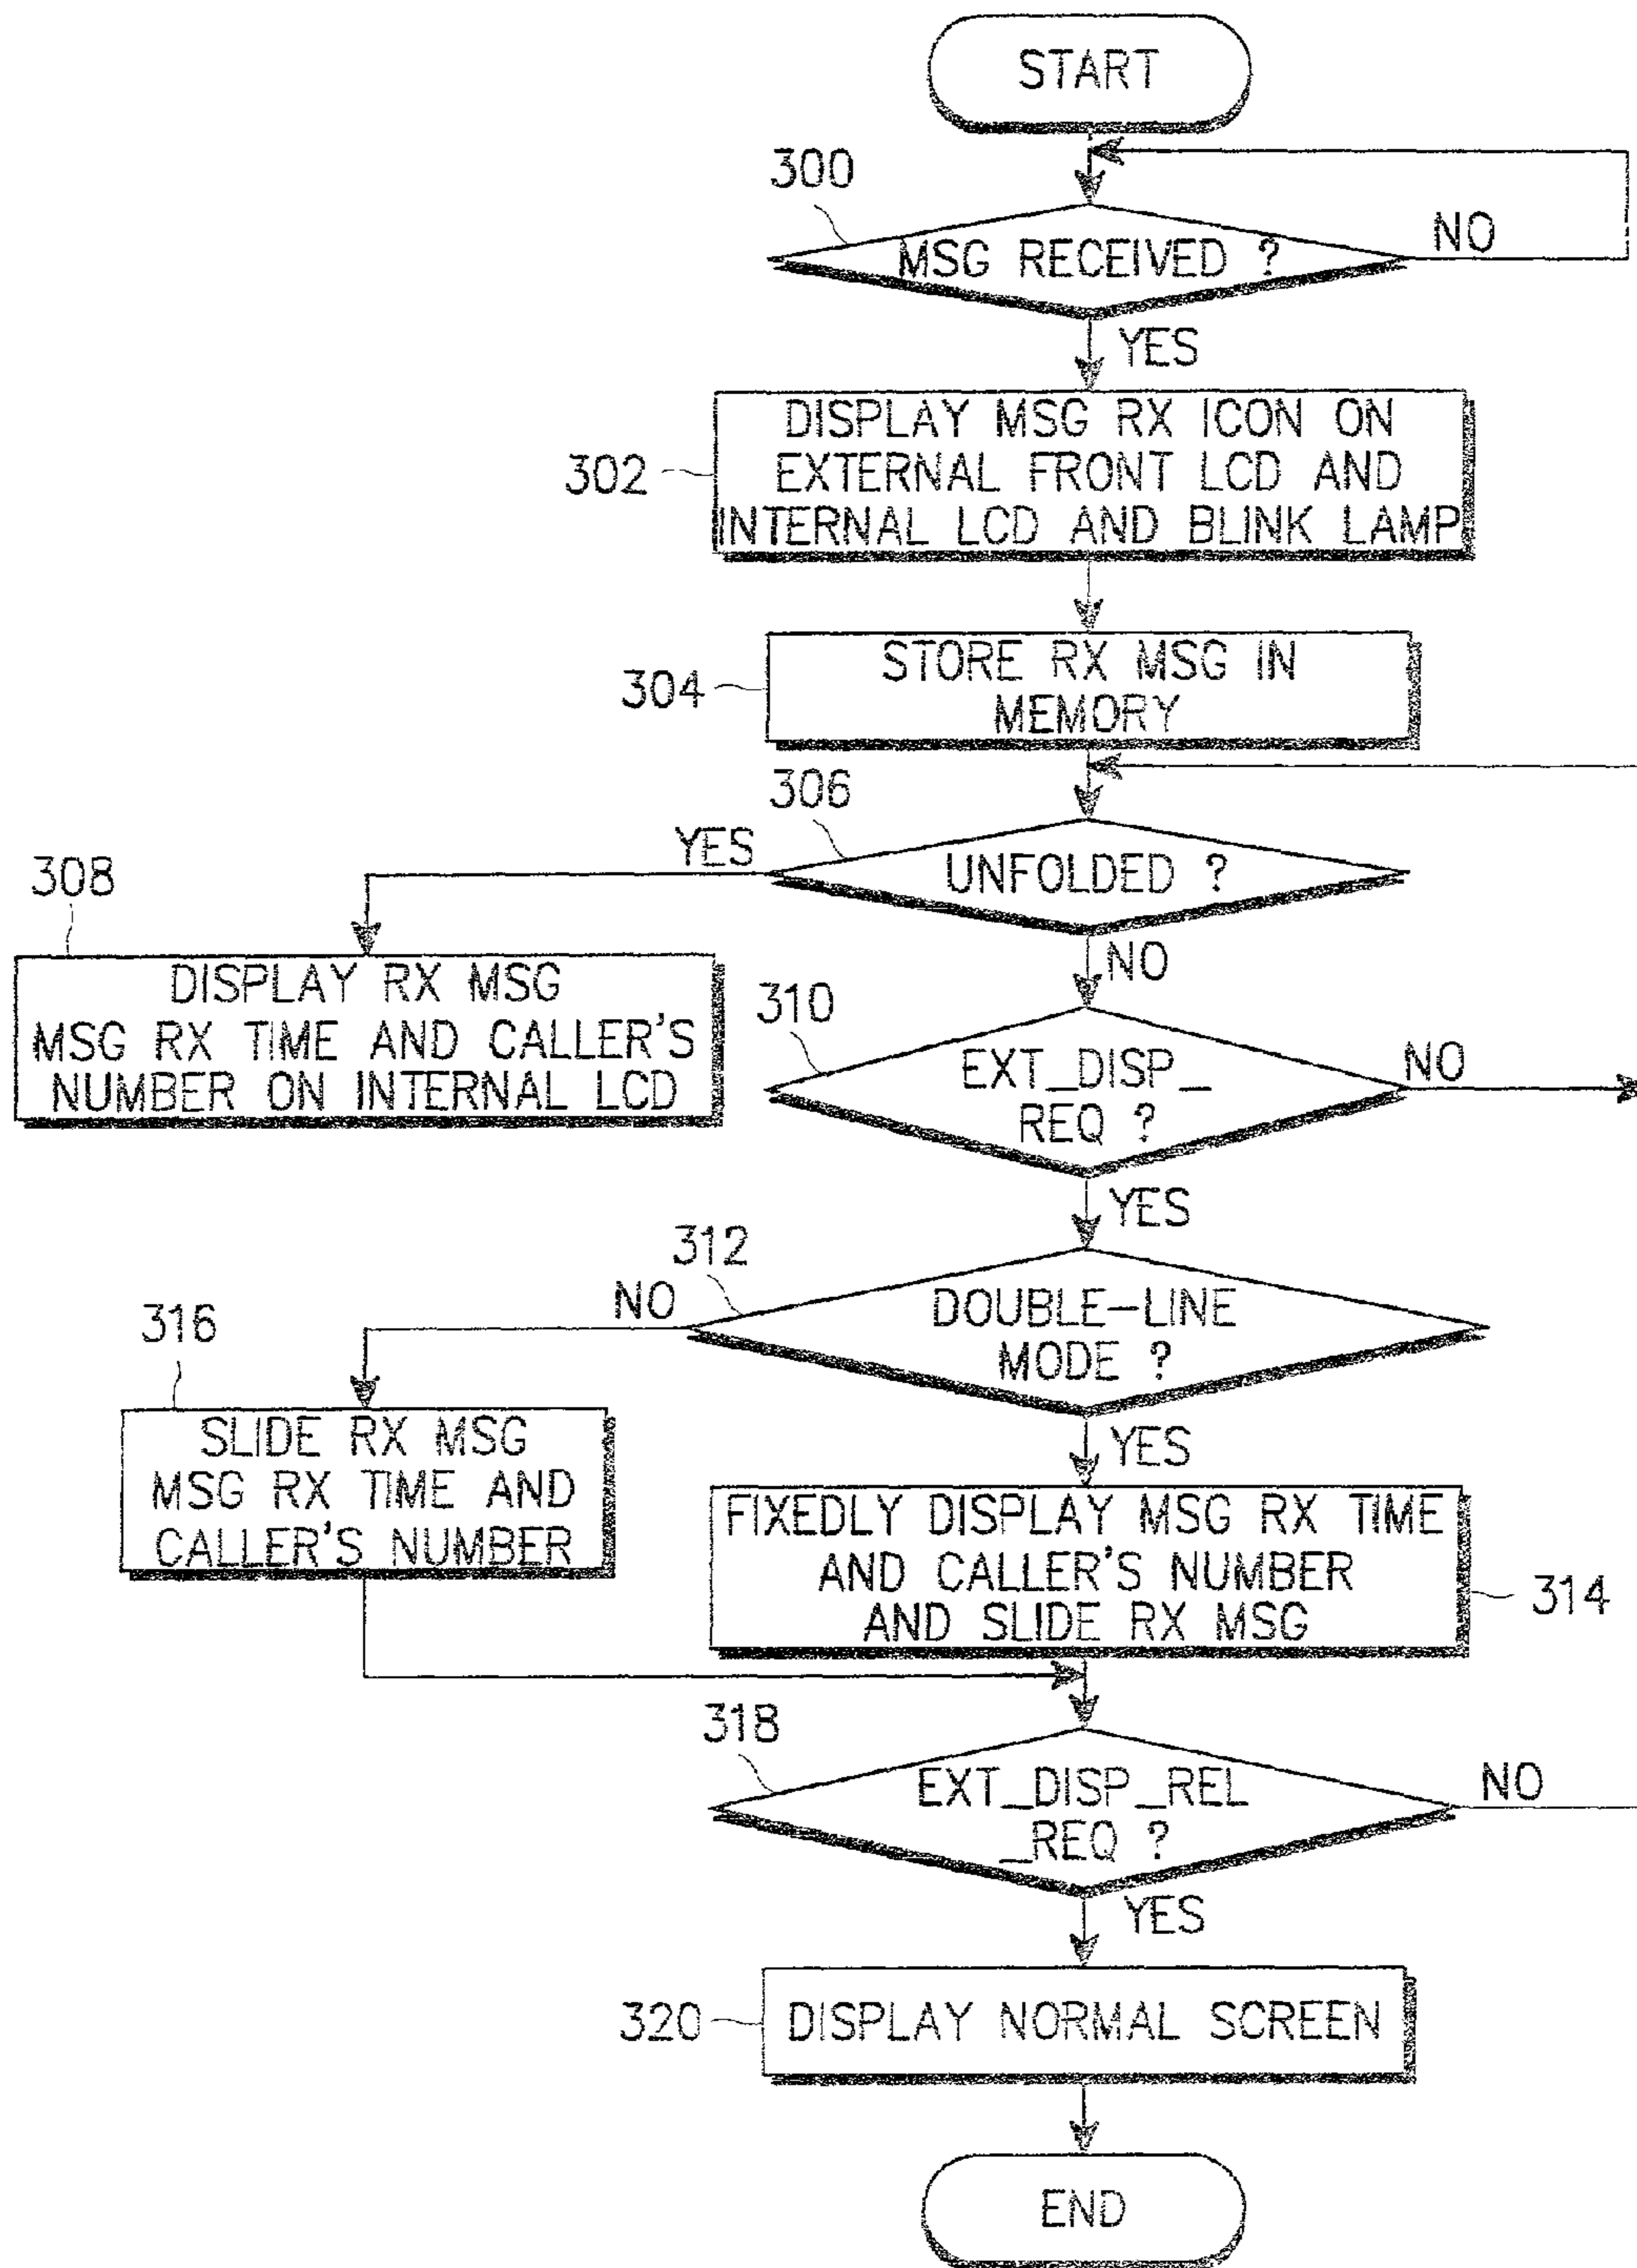 START
300
MSG RECEIVED ?
NO
YES
302
DISPLAY MSG RX ICON ON
EXTERNAL FRONT LCD AND
INTERNAL LCD AND BLINK LAMP
304
STORE RX MSG IN
MEMORY
306
YES
UNFOLDED ?
308
DISPLAY RX MSG
MSG RX TIME AND CALLER'S
NUMBER ON INTERNAL LCD
NO
310
EXT_DISP_
REQ ?
NO
YES
312
NO
DOUBLE-LINE
MODE ?
316
SLIDE RX MSG
MSG RX TIME AND
CALLER'S NUMBER
YES
FIXEDLY DISPLAY MSG RX TIME
AND CALLER'S NUMBER
AND SLIDE RX MSG
314
318
EXT_DISP_REL
_REQ ?
NO
YES
320
DISPLAY NORMAL SCREEN
END